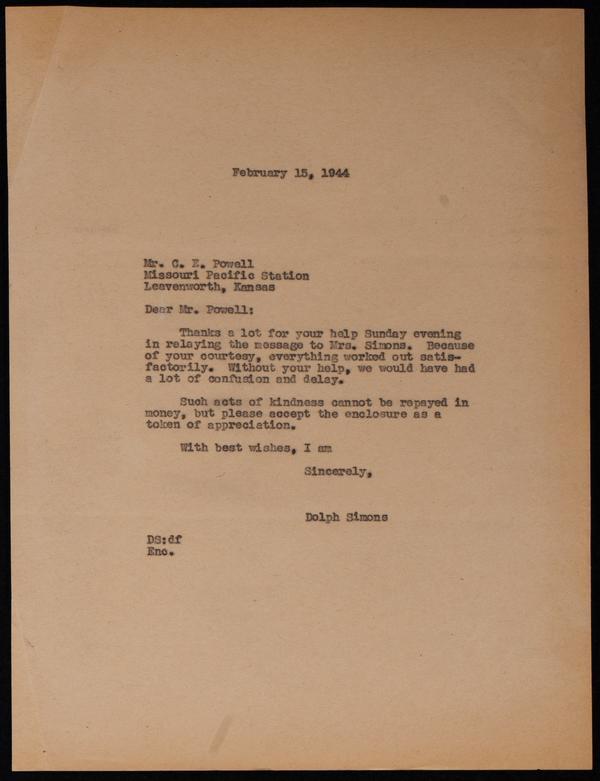 February 15, 1944
Mr. C. E. Powell
Missouri Pacific Station
Leavenworth, Kansas
Dear Mr. Powell:
Thanks a lot for your help Sunday evening
in relaying the message to Mrs. Simons. Because
of your courtesy, everything worked out satis-
factorily. Without your help, we would have had
a lot of confusion and delay.
Such acts of kindness cannot be repayed in
money, but please accept the enclosure as a
token of appreciation.
With best wishes, I am
Sincerely,
Dolph Simons
DS:df
Enc.